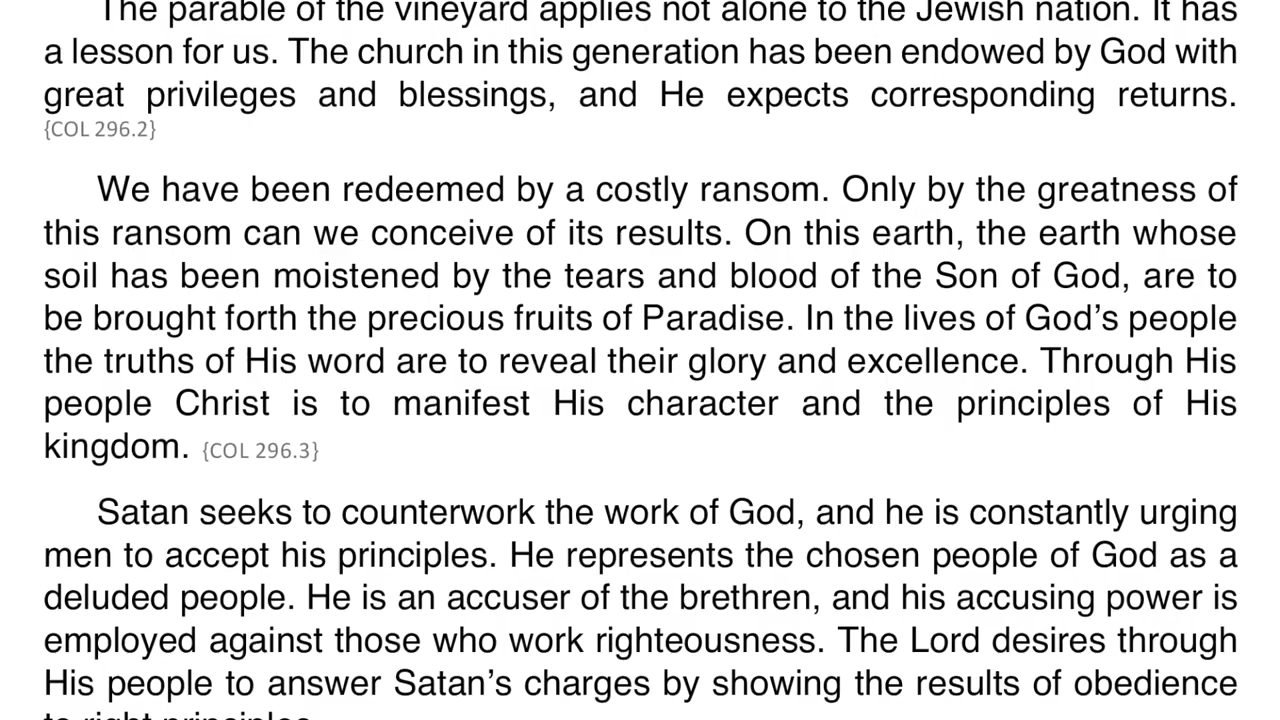 The parable of the vineyard applies not alone to the Jewish nation. It has
a lesson for us. The church in this generation has been endowed by God with
great privileges and blessings, and He expects corresponding returns.
{COL 296.2}
We have been redeemed by a costly ransom. Only by the greatness of
this ransom can we conceive of its results. On this earth, the earth whose
soil has been moistened by the tears and blood of the Son of God, are to
be brought forth the precious fruits of Paradise. In the lives of God’s people
the truths of His word are to reveal their glory and excellence. Through His
people Christ is to manifest His character and the principles of His
kingdom. {COL 296.3}
Satan seeks to counterwork the work of God, and he is constantly urging
men to accept his principles. He represents the chosen people of God as a
deluded people. He is an accuser of the brethren, and his accusing power is
employed against those who work righteousness. The Lord desires through
His people to answer Satan’s charges by showing the results of obedience
to right principles.